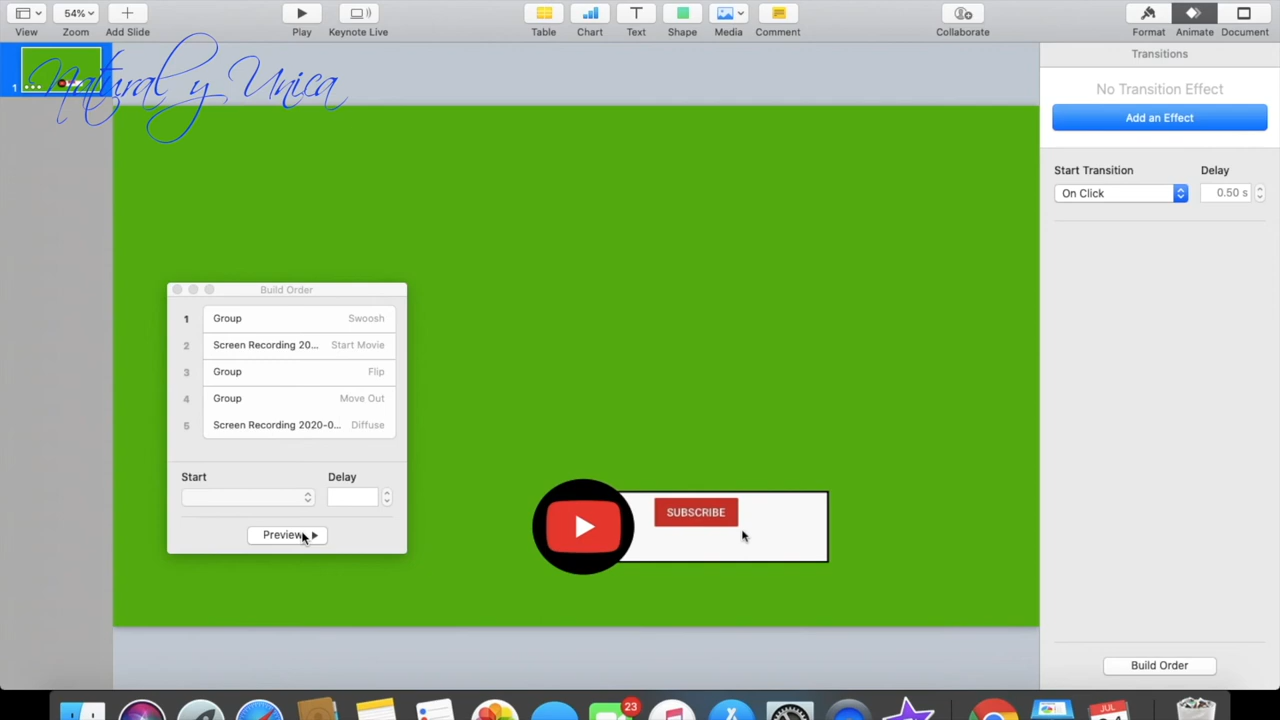 View
54%
Zoom
Add Slide
Play
Keynote Live
Table
Chart
Text
Shape
Media
Comment
Collaborate
Format
Animate
Document
Natural y Unica
1
Transitions
No Transition Effect
Add an Effect
Start Transition
Delay
On Click
0.50 s
Build Order
1 Group Swoosh
2 Screen Recording 20... Start Movie
3 Group Flip
4 Group Move Out
5 Screen Recording 2020-0... Diffuse
Start
Delay
Preview
SUBSCRIBE
Build Order
23
JUL